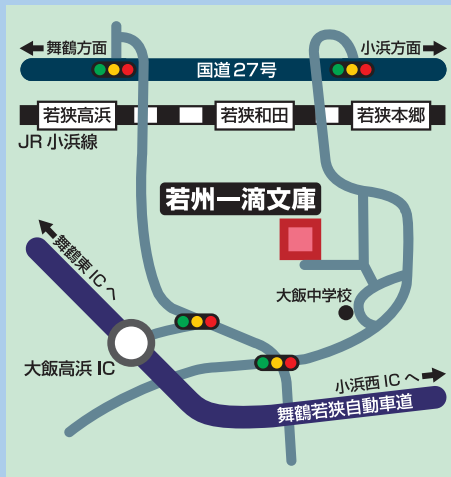 舞鶴方面
小浜方面
国道27号
若狭高浜
若狭和田
若狭本郷
JR 小浜線
若州一滴文庫
舞鶴東ICへ
大飯中学校
大飯高浜 IC
小浜西 IC へ
舞鶴若狭自動車道